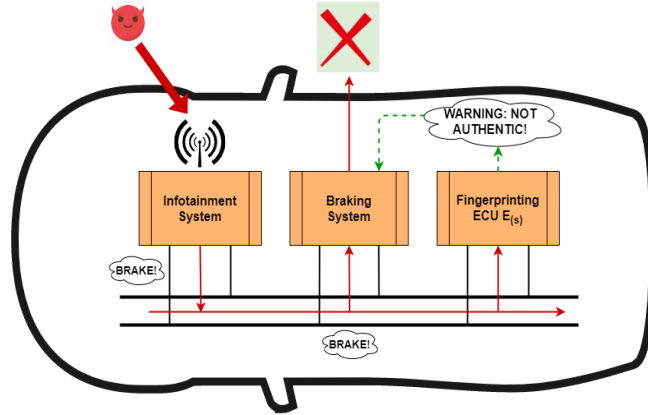 WARNING: NOT
AUTHENTIC!
Infotainment
System
Braking
System
Fingerprinting
ECU E(s)
BRAKE!
BRAKE!